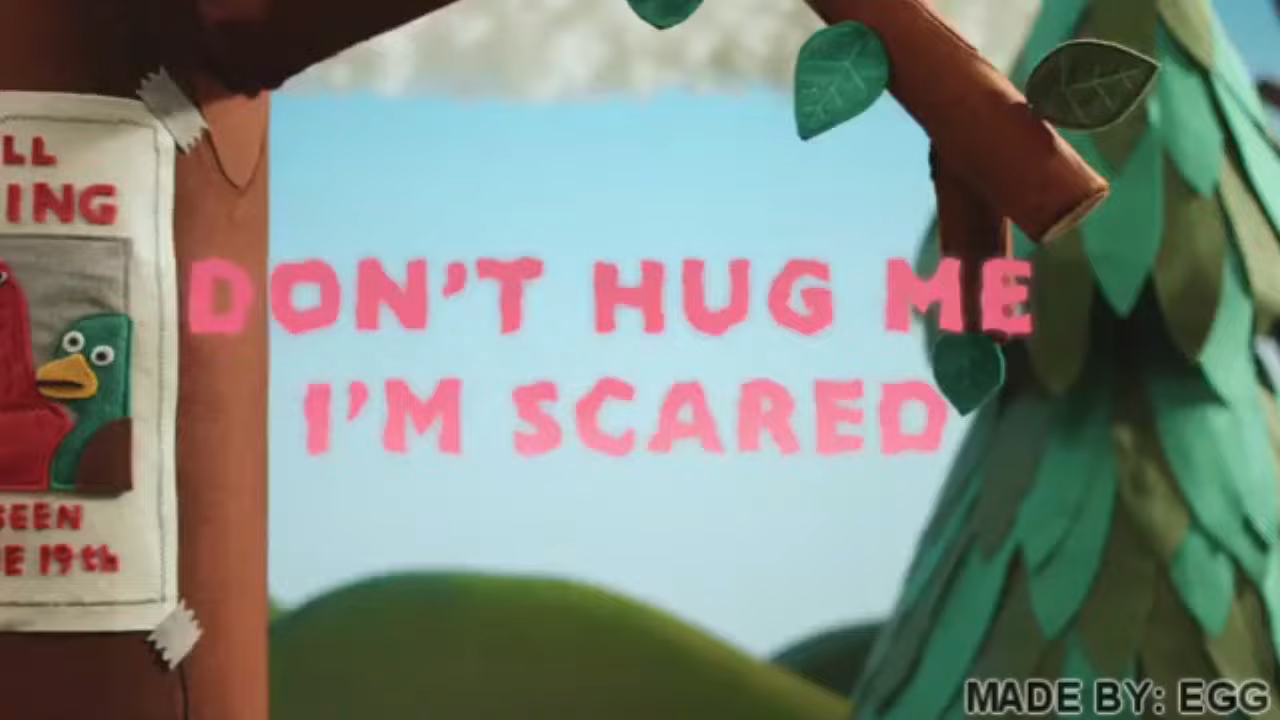 LL
ING
SEEN
E 19th
DON'T HUG ME
I'M SCARED
MADE BY: EGG